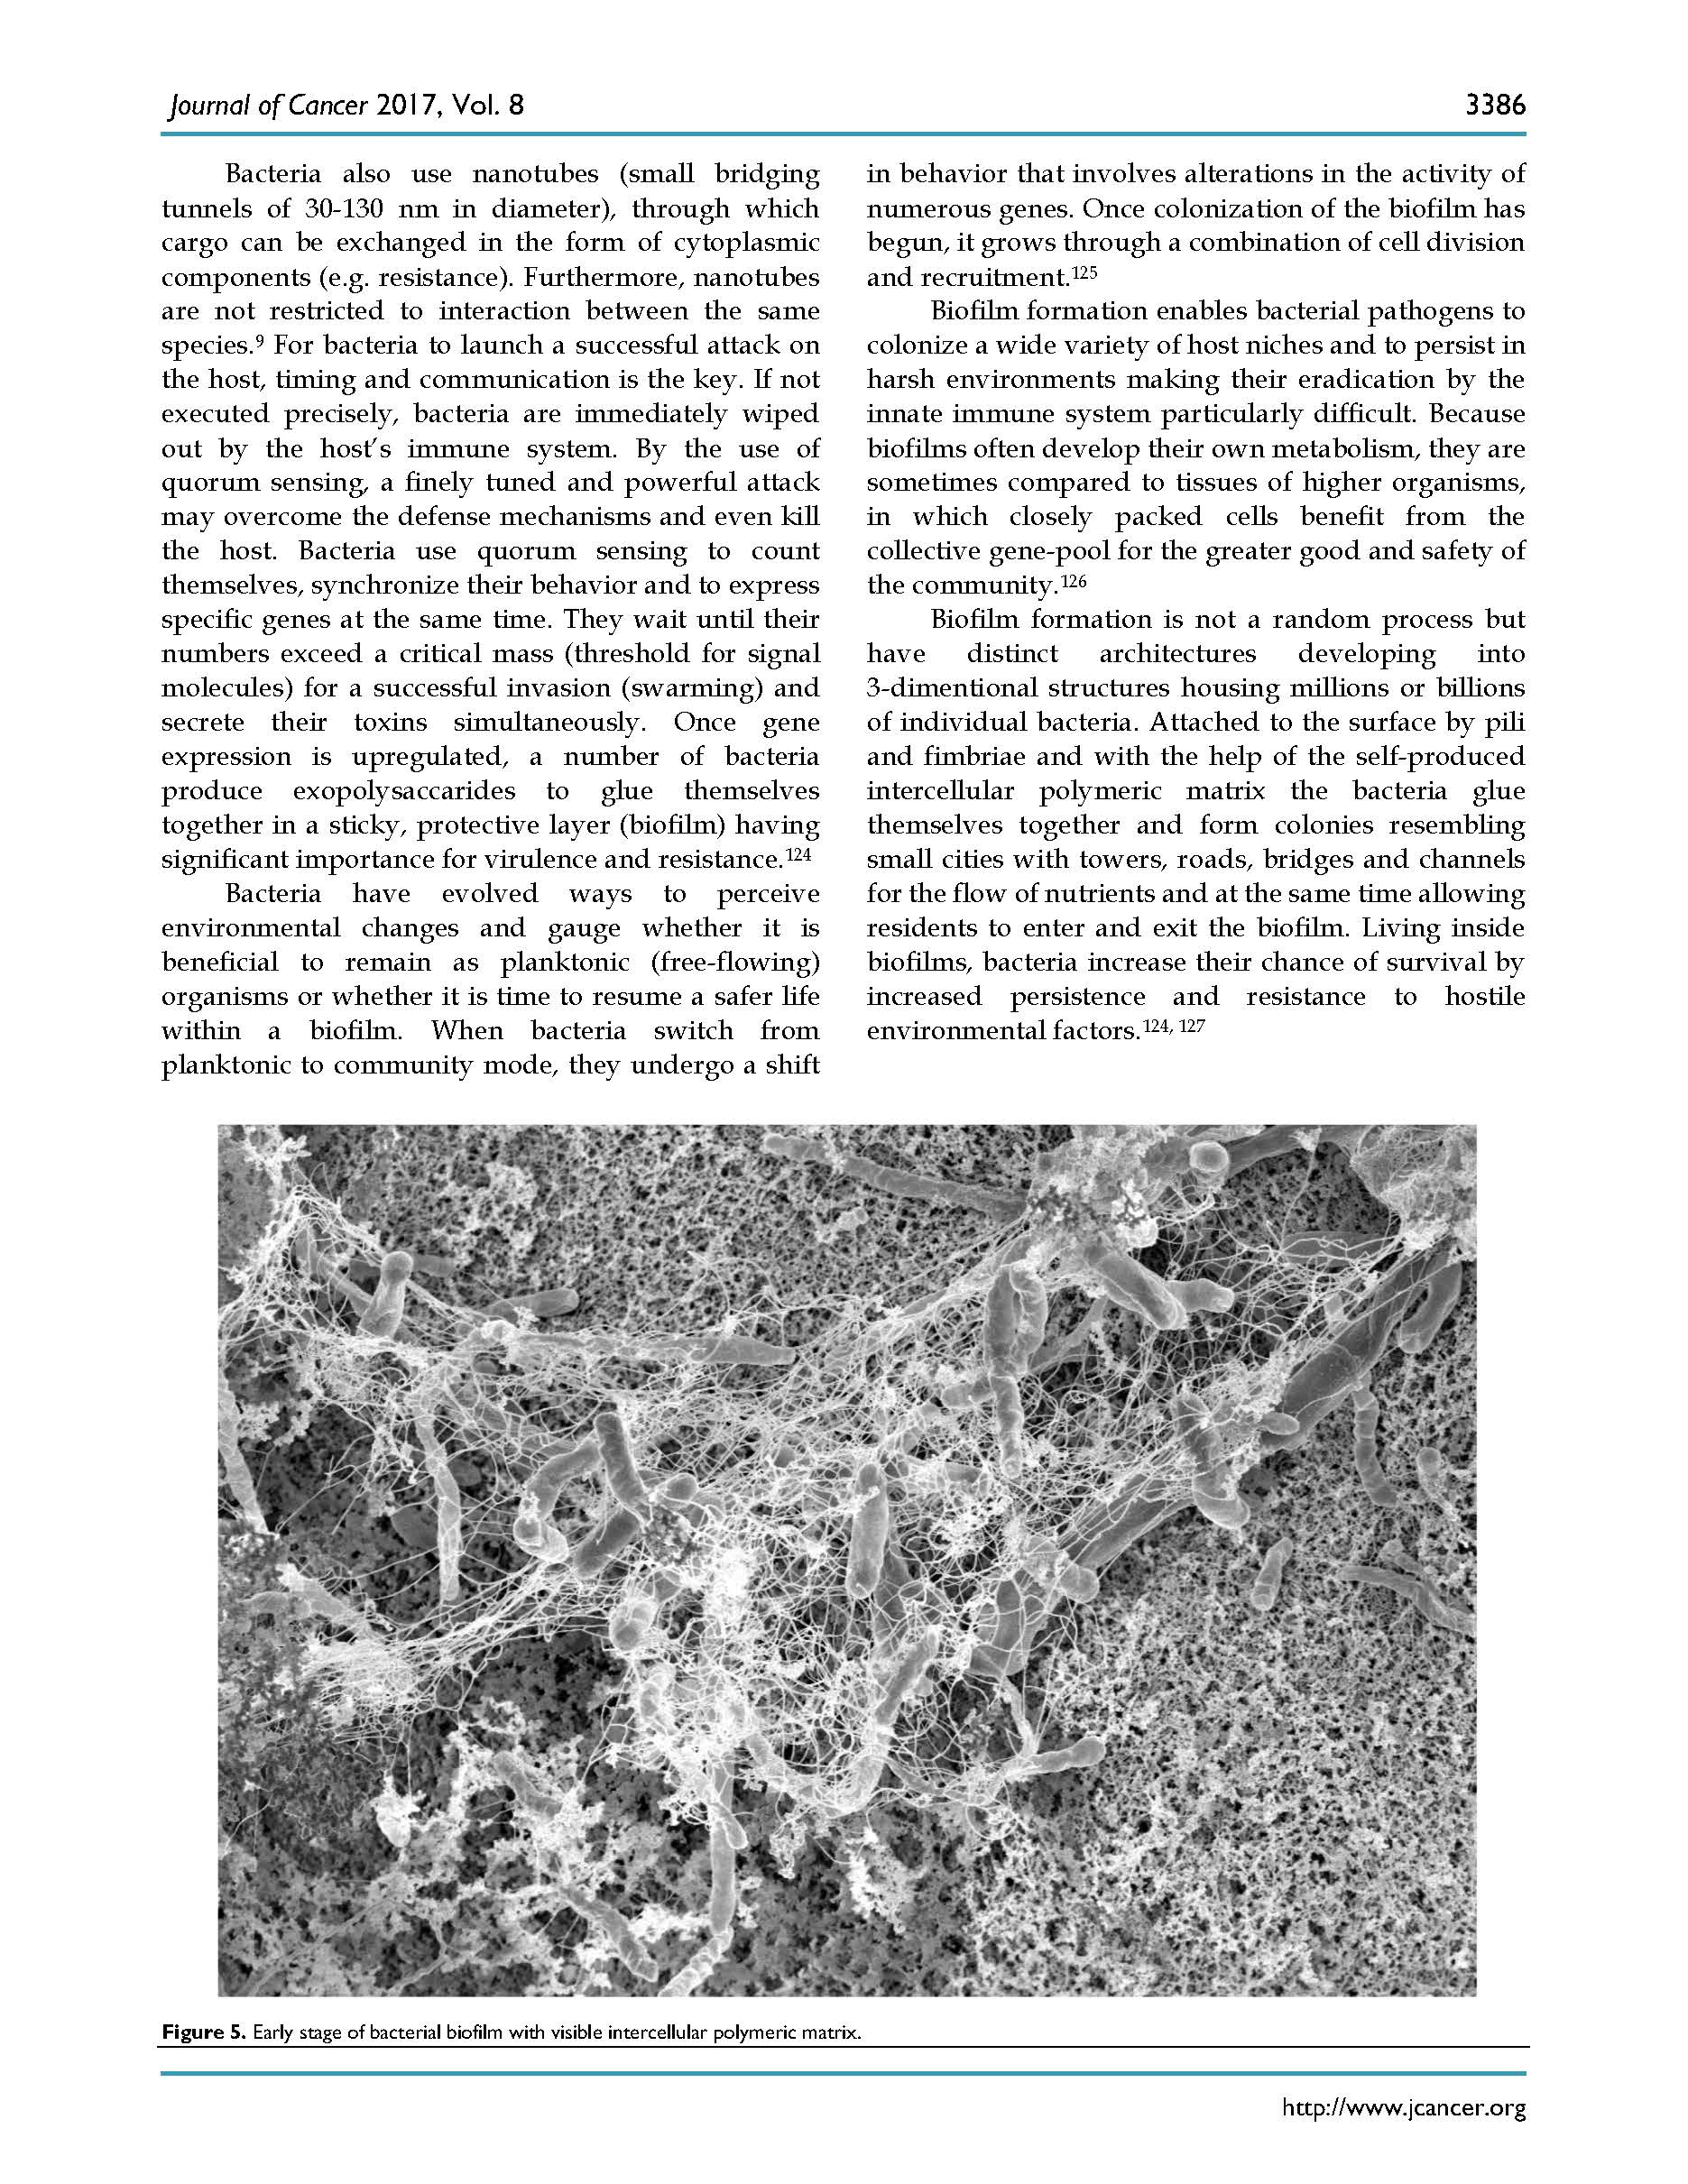 Journal of Cancer 2017, Vol. 8
3386
Bacteria also use nanotubes (small bridging
tunnels of 30-130 nm in diameter), through which
cargo can be exchanged in the form of cytoplasmic
components (e.g. resistance). Furthermore, nanotubes
are not restricted to interaction between the same
species.9 For bacteria to launch a successful attack on
the host, timing and communication is the key. If not
executed precisely, bacteria are immediately wiped
out by the host's immune system. By the use of
quorum sensing, a finely tuned and powerful attack
may overcome the defense mechanisms and even kill
the host. Bacteria use quorum sensing to count
themselves, synchronize their behavior and to express
specific genes at the same time. They wait until their
numbers exceed a critical mass (threshold for signal
molecules) for a successful invasion (swarming) and
secrete their toxins simultaneously. Once gene
expression is upregulated, a number of bacteria
produce exopolysaccarides to glue themselves
together in a sticky, protective layer (biofilm) having
significant importance for virulence and resistance.124
Bacteria have evolved ways to perceive
environmental changes and gauge whether it is
beneficial to remain as planktonic (free-flowing)
organisms or whether it is time to resume a safer life
within a biofilm. When bacteria switch from
planktonic to community mode, they undergo a shift
in behavior that involves alterations in the activity of
numerous genes. Once colonization of the biofilm has
begun, it grows through a combination of cell division
and recruitment.125
Biofilm formation enables bacterial pathogens to
colonize a wide variety of host niches and to persist in
harsh environments making their eradication by the
innate immune system particularly difficult. Because
biofilms often develop their own metabolism, they are
sometimes compared to tissues of higher organisms,
in which closely packed cells benefit from the
collective gene-pool for the greater good and safety of
the community.126
Biofilm formation is not a random process but
have distinct architectures developing into
3-dimentional structures housing millions or billions
of individual bacteria. Attached to the surface by pili
and fimbriae and with the help of the self-produced
intercellular polymeric matrix the bacteria glue
themselves together and form colonies resembling
small cities with towers, roads, bridges and channels
for the flow of nutrients and at the same time allowing
residents to enter and exit the biofilm. Living inside
biofilms, bacteria increase their chance of survival by
increased persistence and resistance to hostile
environmental factors.124, 127
Figure 5. Early stage of bacterial biofilm with visible intercellular polymeric matrix.
http://www.jcancer.org